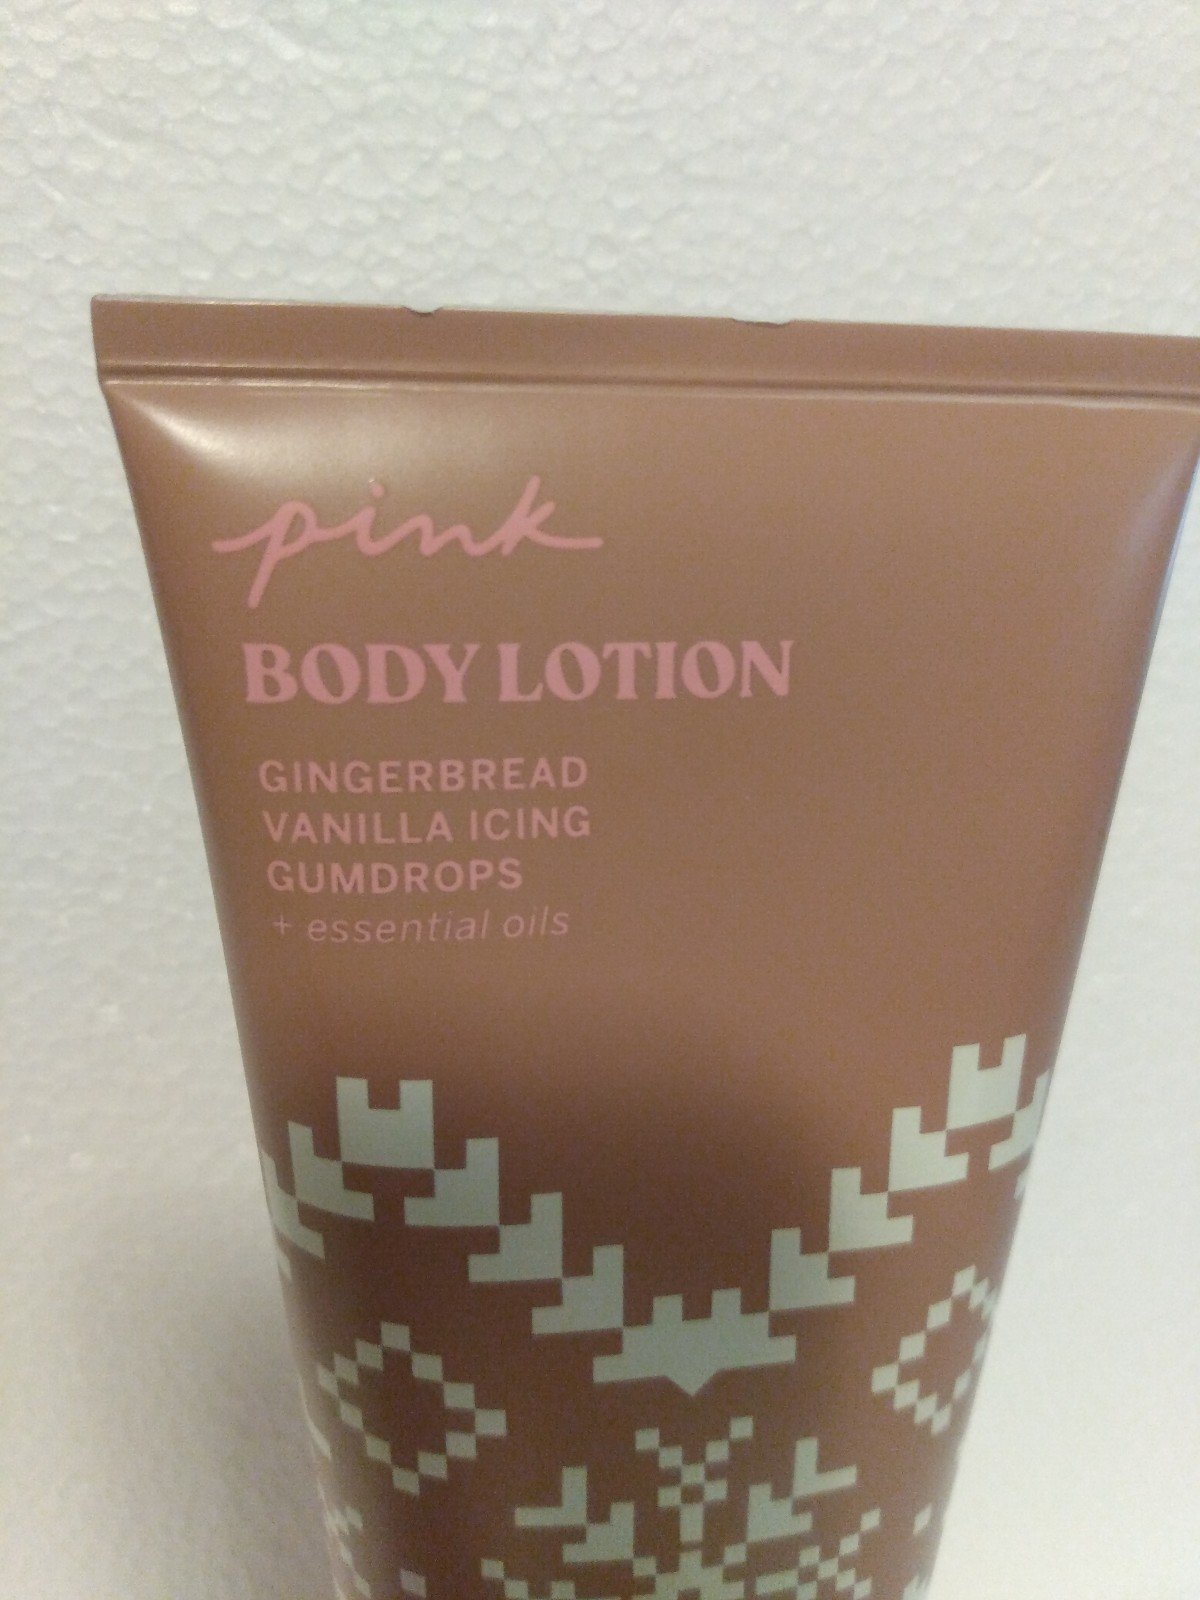 pink
BODY LOTION
GINGERBREAD
VANILLA ICING
GUMDROPS
+ essential oils